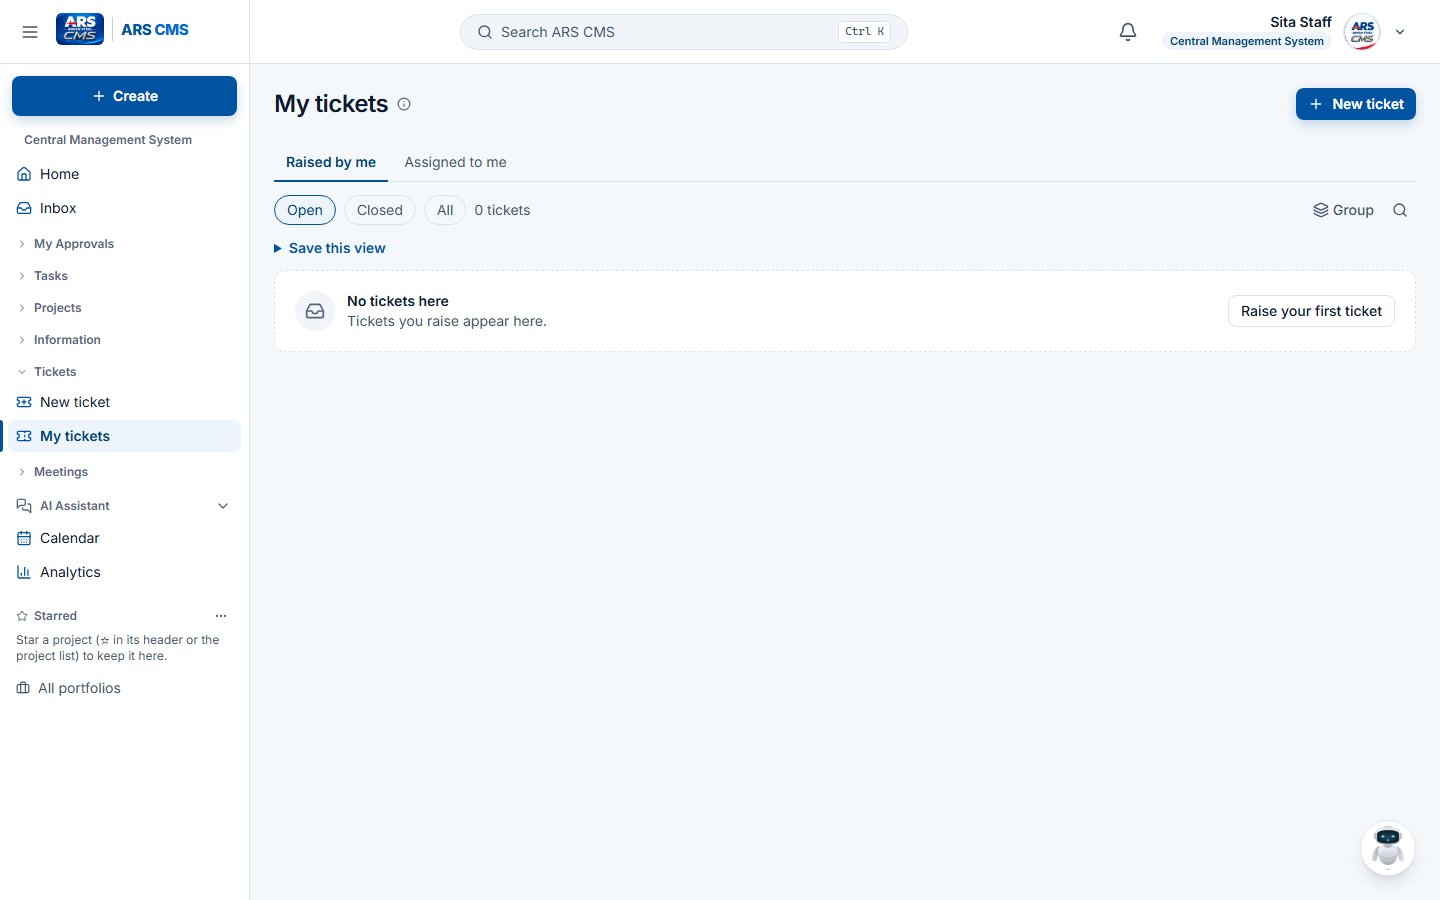 ARS CMS
Search ARS CMS
Ctrl K
Sita Staff
Central Management System
Create
Central Management System
Home
Inbox
My Approvals
Tasks
Projects
Information
Tickets
New ticket
My tickets
Meetings
AI Assistant
Calendar
Analytics
Starred
Star a project (☆ in its header or the
project list) to keep it here.
All portfolios
My tickets
New ticket
Raised by me
Assigned to me
Open
Closed
All
0 tickets
Group
Save this view
No tickets here
Tickets you raise appear here.
Raise your first ticket